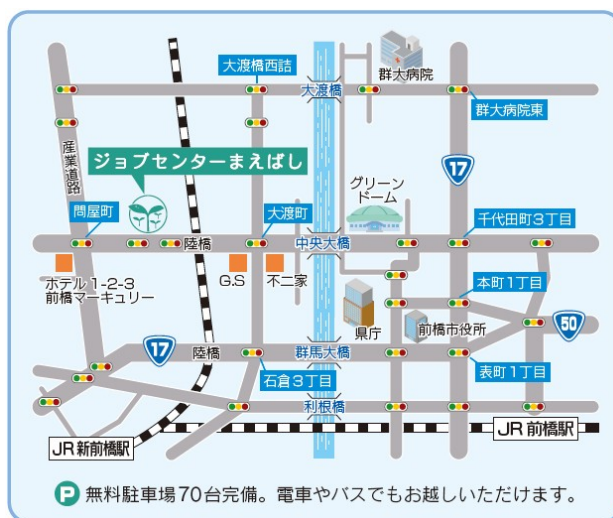 群大病院
大渡橋西詰
大渡橋
群大病院東
産業道路
ジョブセンターまえばし
17
グリーン
ドーム
問屋町
大渡町
千代田町3丁目
陸橋
中央大橋
ホテル1-2-3
前橋マーキュリー
G.S
不二家
本町1丁目
県庁
前橋市役所
50
17
陸橋
群馬大橋
石倉3丁目
表町1丁目
利根橋
JR新前橋駅
JR前橋駅
P 無料駐車場70台完備。電車やバスでもお越しいただけます。